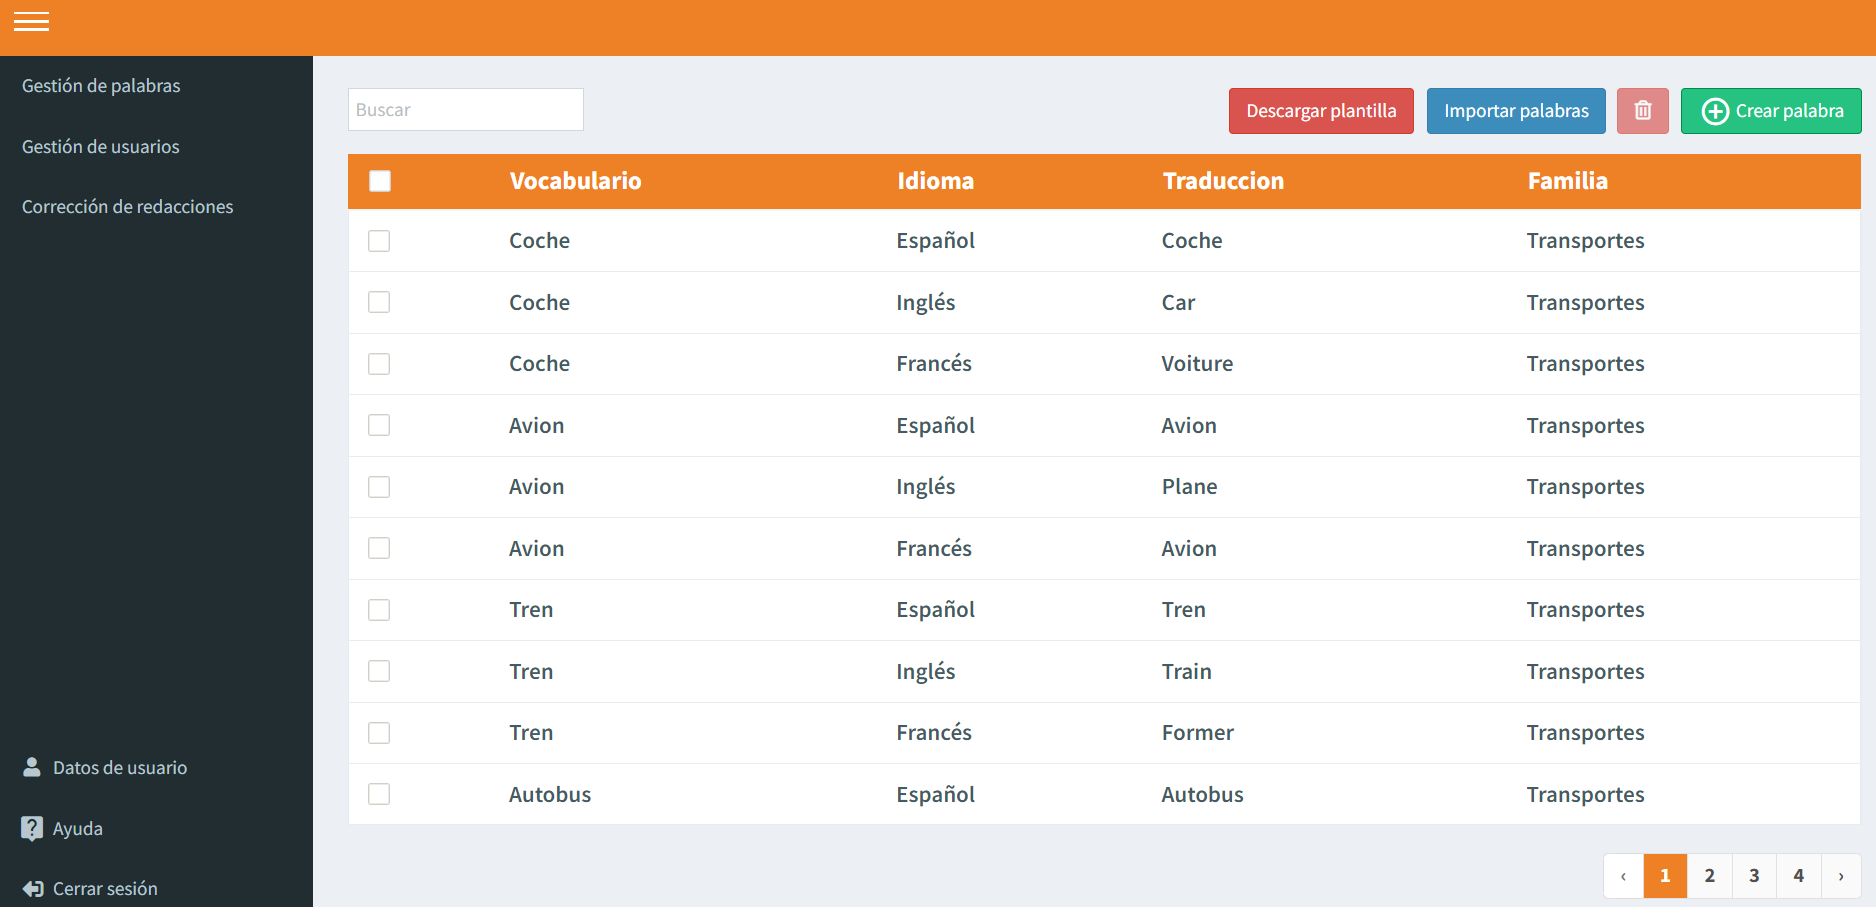 Gestión de palabras
Gestión de usuarios
Corrección de redacciones
Datos de usuario
Ayuda
Cerrar sesión
Buscar
Descargar plantilla Importar palabras Crear palabra
Vocabulario Idioma Traduccion Familia
Coche Español Coche Transportes
Coche Inglés Car Transportes
Coche Francés Voiture Transportes
Avion Español Avion Transportes
Avion Inglés Plane Transportes
Avion Francés Avion Transportes
Tren Español Tren Transportes
Tren Inglés Train Transportes
Tren Francés Former Transportes
Autobus Español Autobus Transportes
‹ 1 2 3 4 ›